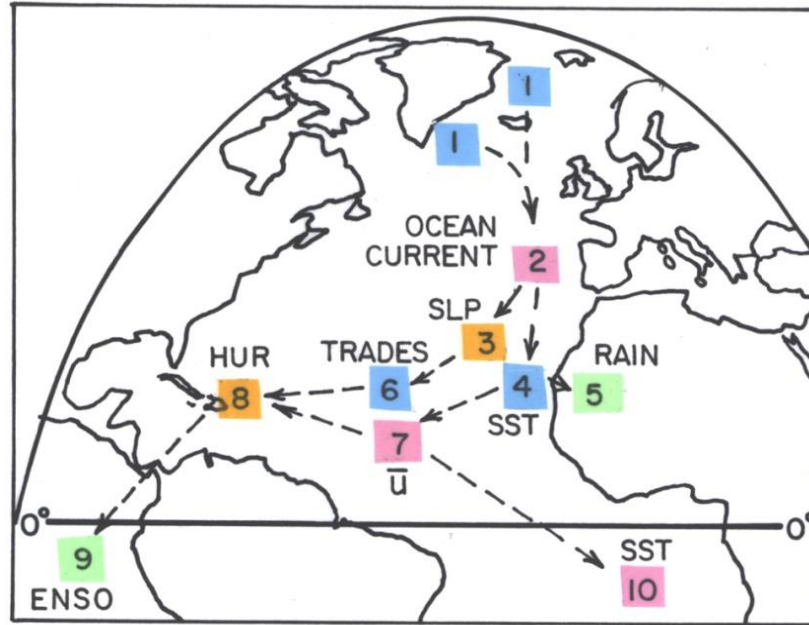 1
1
OCEAN
CURRENT
2
SLP
3
HUR
TRADES
RAIN
8
6
4
5
SST
7
u̅
0°
0°
9
SST
ENSO
10